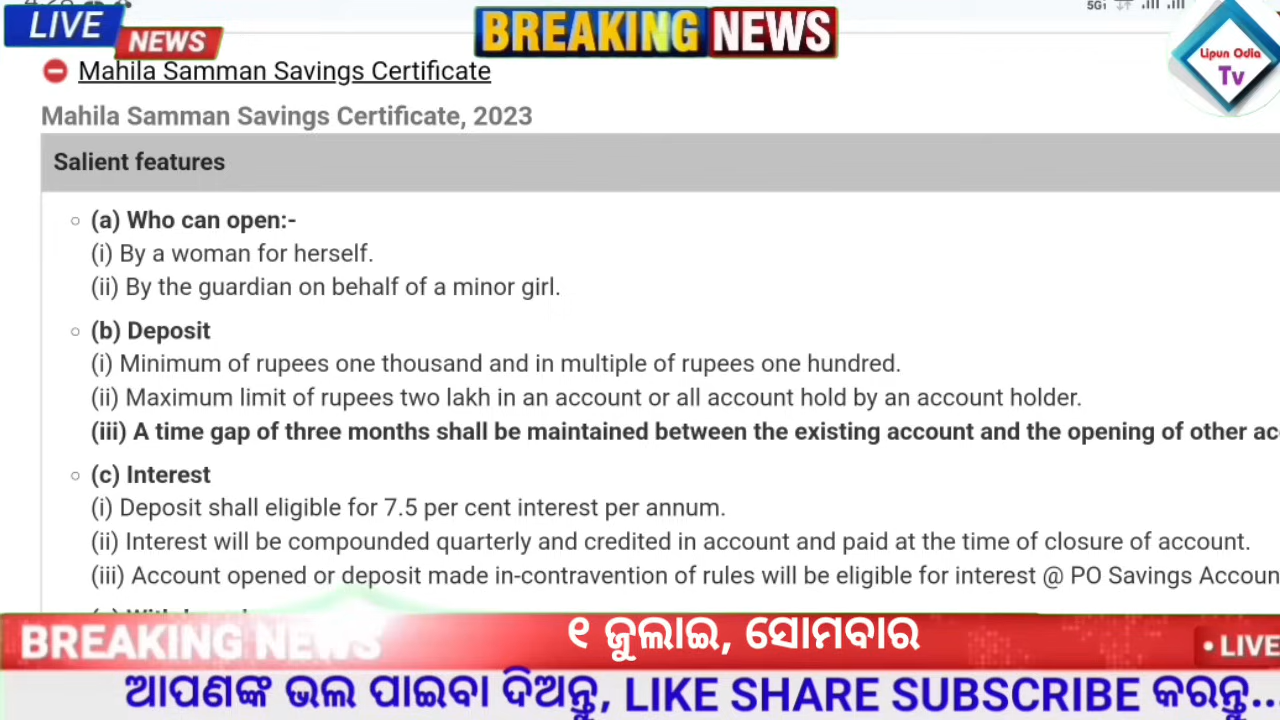 LIVE
NEWS
BREAKING NEWS
5G
Lipun Odia
Tv
Mahila Samman Savings Certificate
Mahila Samman Savings Certificate, 2023
Salient features
(a) Who can open:-
(i) By a woman for herself.
(ii) By the guardian on behalf of a minor girl.
(b) Deposit
(i) Minimum of rupees one thousand and in multiple of rupees one hundred.
(ii) Maximum limit of rupees two lakh in an account or all account hold by an account holder.
(iii) A time gap of three months shall be maintained between the existing account and the opening of other
(c) Interest
(i) Deposit shall eligible for 7.5 per cent interest per annum.
(ii) Interest will be compounded quarterly and credited in account and paid at the time of closure of account.
(iii) Account opened or deposit made in-contravention of rules will be eligible for interest @ PO Savings Accoun
BREAKING NEWS
୧ ଜୁଲାଇ, ସୋମବାର
• LIVE
ଆପଣଙ୍କ ଭଲ ପାଇବା ଦିଅନ୍ତୁ, LIKE SHARE SUBSCRIBE କରନ୍ତୁ...